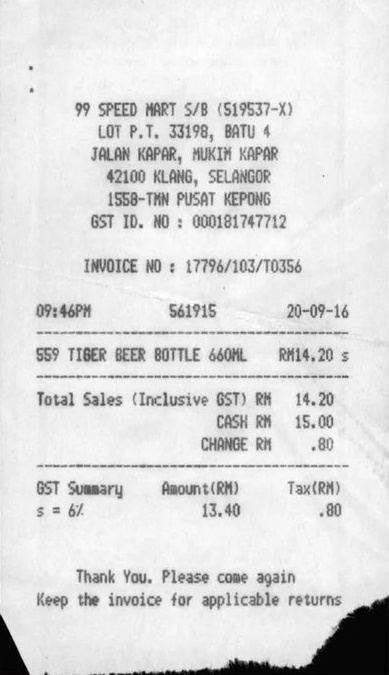 99 SPEED MART S/B (519537-X)
LOT P.T. 33198, BATU 4
JALAN KAPAR, MUKIM KAPAR
42100 KLANG, SELANGOR
1558-TMN PUSAT KEPONG
GST ID. NO : 000181747712
INVOICE NO : 17796/103/T0356
09:46PM 561915 20-09-16
559 TIGER BEER BOTTLE 660ML RM14.20 s
Total Sales (Inclusive GST) RM 14.20
CASH RM 15.00
CHANGE RM .80
GST Summary Amount(RM) Tax(RM)
s = 6% 13.40 .80
Thank You. Please come again
Keep the invoice for applicable returns